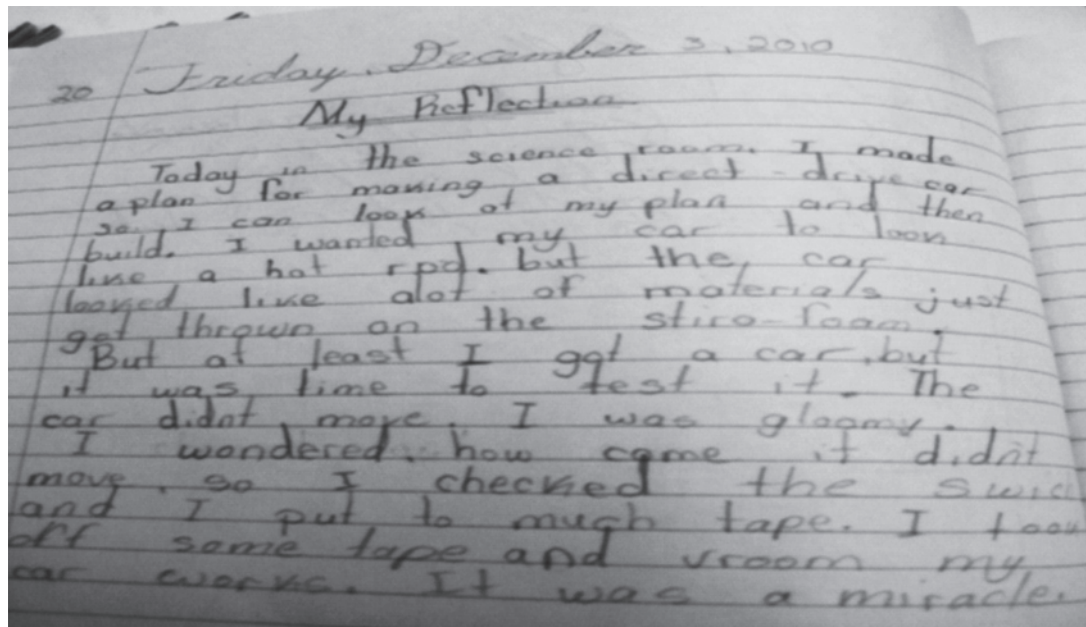 Friday, December 3, 2010
20
My Reflection
Today in the science room. I made
a plan for making a direct-drive car
so I can look at my plan and then
build. I wanted my car to look
like a hot rod. but the car
looked like alot of materials just
get thrown on the stiro-foam.
But at least I got a car, but
it was time to test it. The
car didnt move. I was gloomy.
I wondered. how came it didnt
move. so I checked the swic
and I put to much tape. I took
off some tape and vroom my
car works. It was a miracle.